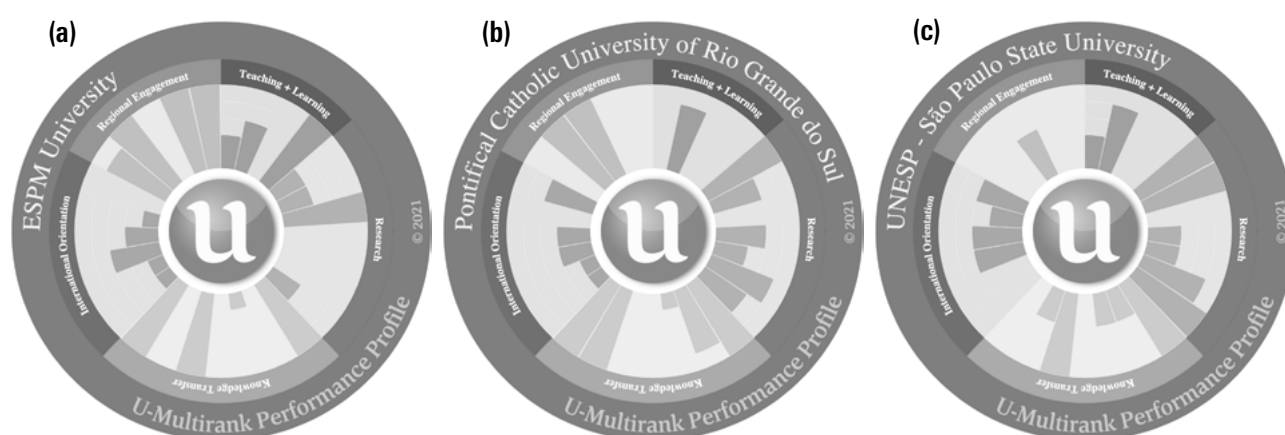 (a)
ESPM University
Regional Engagement
Teaching + Learning
Research
Knowledge Transfer
International Orientation
u
© 2021
U-Multirank Performance Profile
(b)
Pontifical Catholic University of Rio Grande do Sul
Regional Engagement
Teaching + Learning
Research
Knowledge Transfer
International Orientation
u
© 2021
U-Multirank Performance Profile
(c)
UNESP - São Paulo State University
Regional Engagement
Teaching + Learning
Research
Knowledge Transfer
International Orientation
u
© 2021
U-Multirank Performance Profile